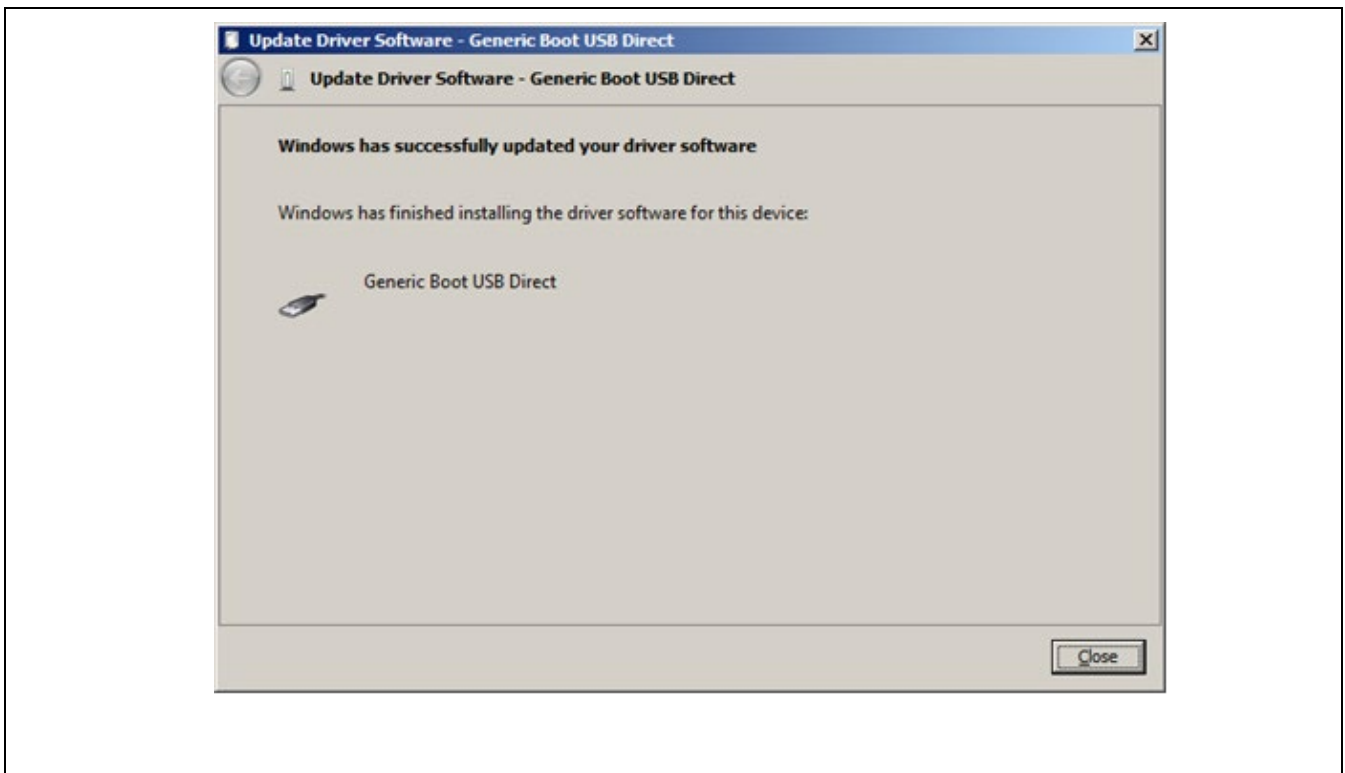 Update Driver Software - Generic Boot USB Direct
Update Driver Software - Generic Boot USB Direct
Windows has successfully updated your driver software
Windows has finished installing the driver software for this device:
Generic Boot USB Direct
Close